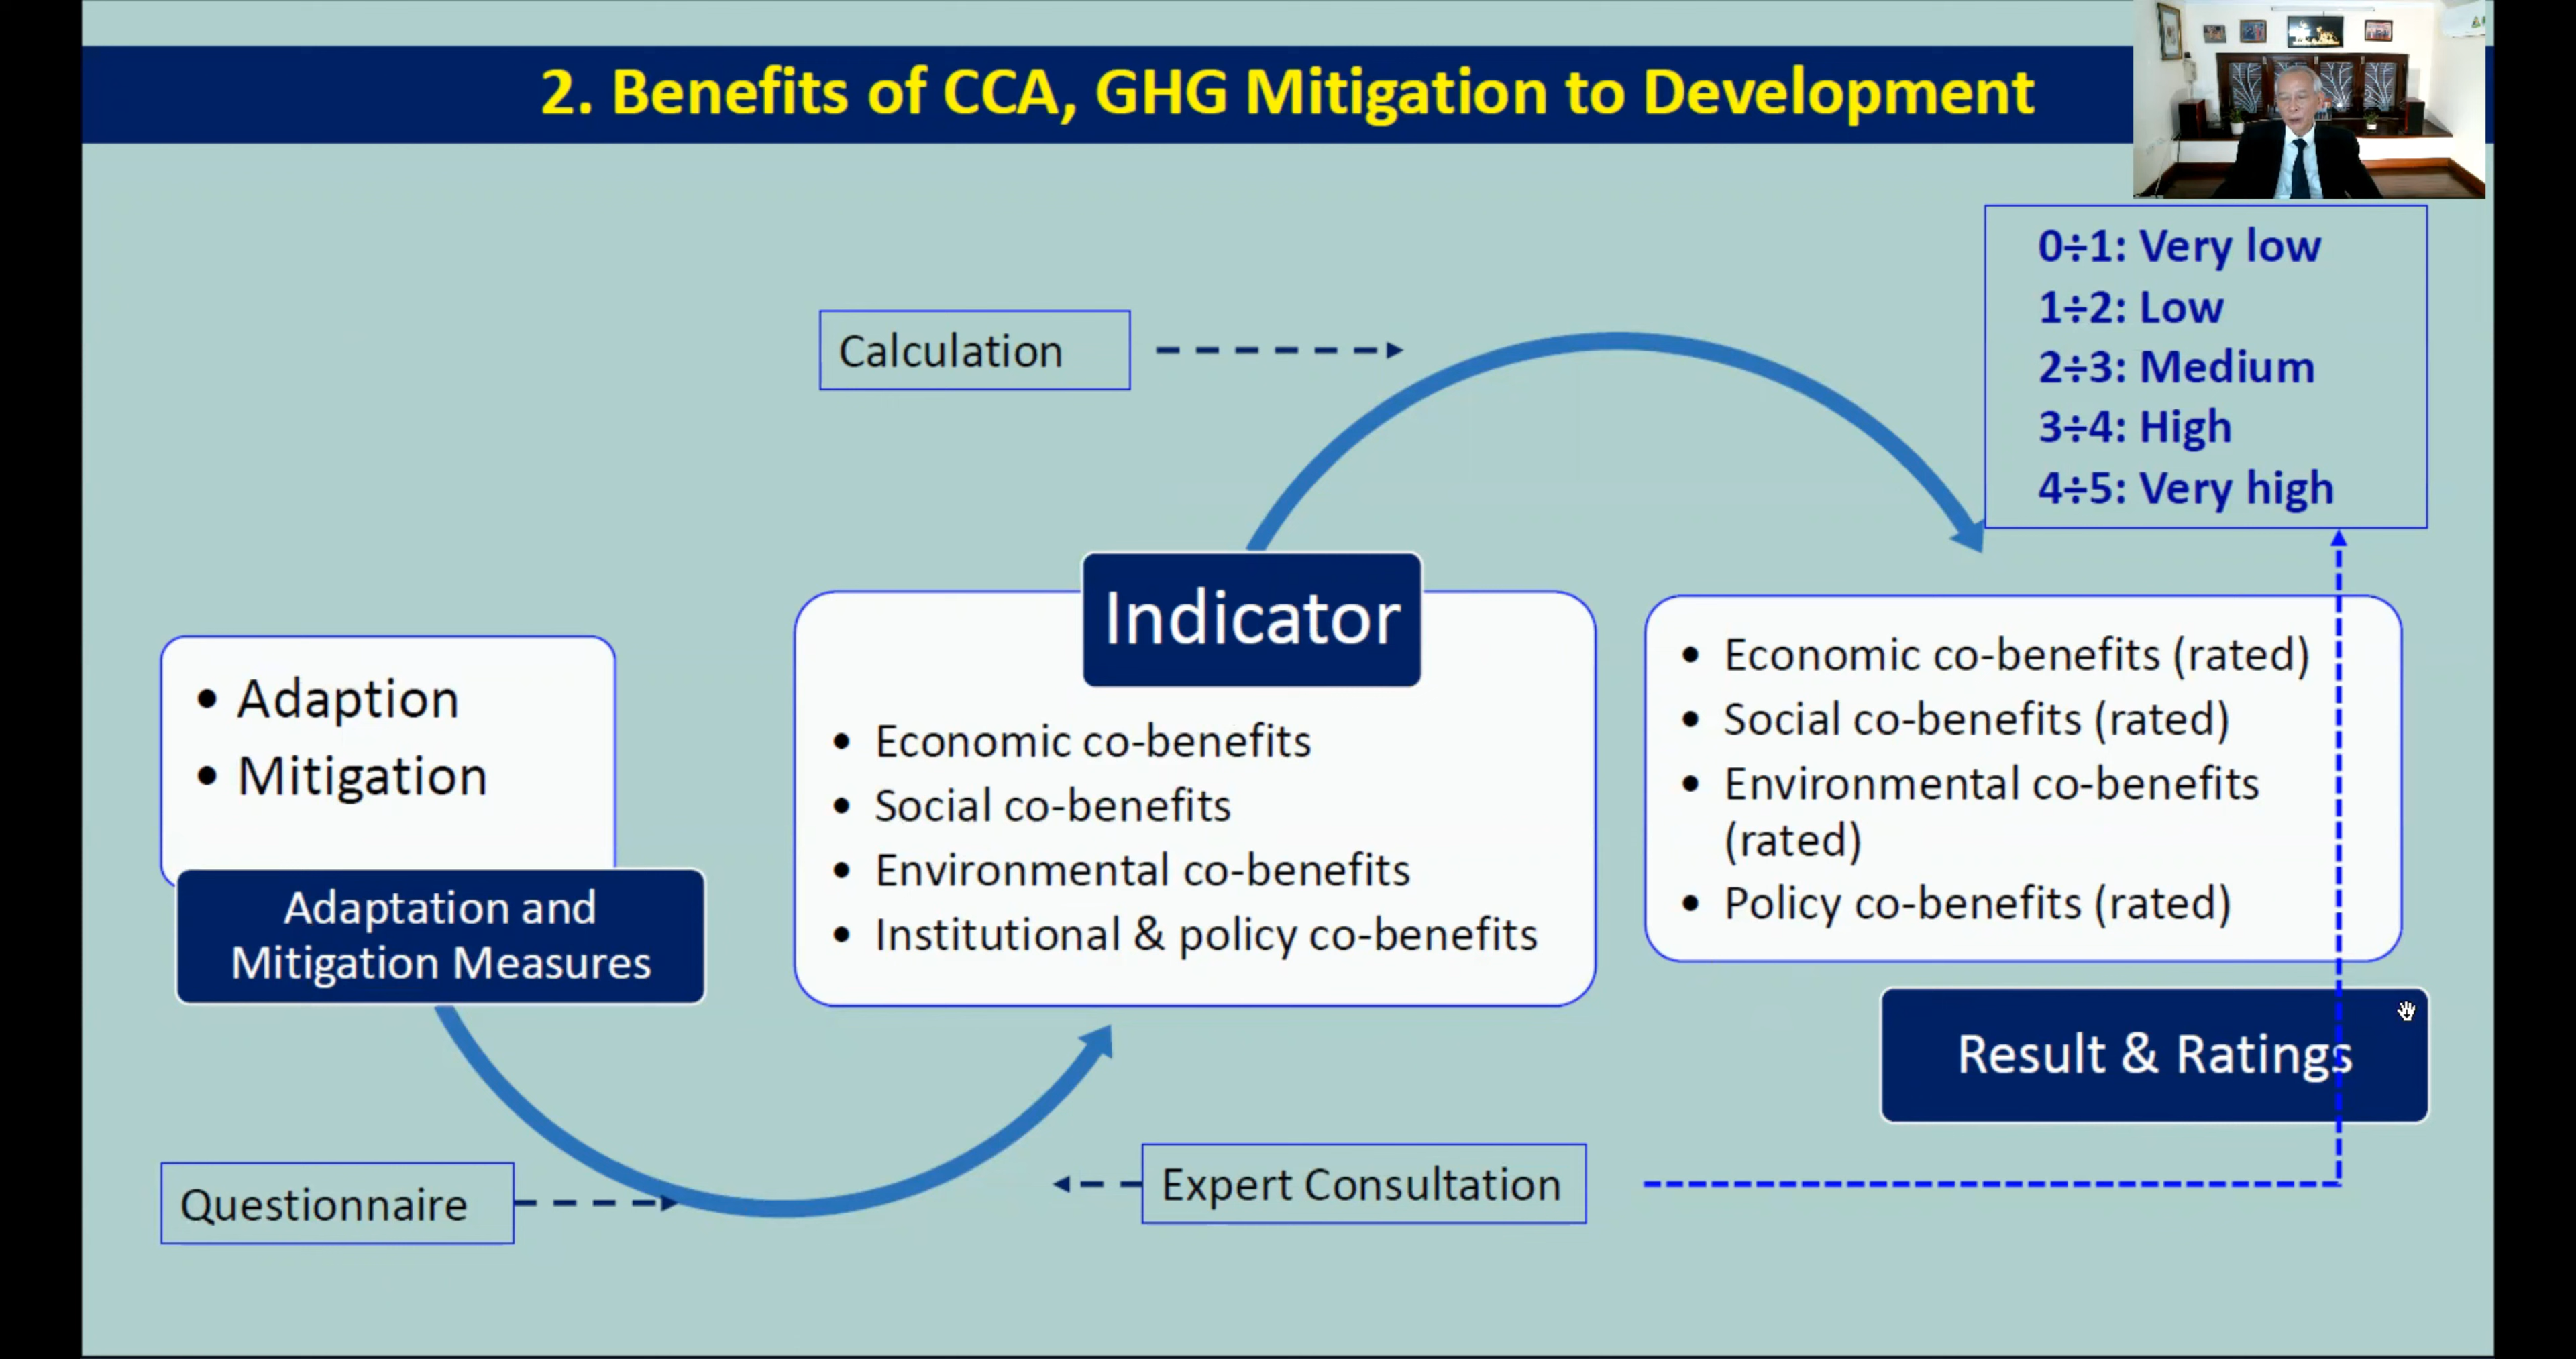 2. Benefits of CCA, GHG Mitigation to Development
0÷1: Very low
1÷2: Low
2÷3: Medium
3÷4: High
4÷5: Very high
Calculation
Indicator
• Adaption
• Mitigation
Adaptation and
Mitigation Measures
• Economic co-benefits
• Social co-benefits
• Environmental co-benefits
• Institutional & policy co-benefits
• Economic co-benefits (rated)
• Social co-benefits (rated)
• Environmental co-benefits
(rated)
• Policy co-benefits (rated)
Result & Ratings
Questionnaire
Expert Consultation